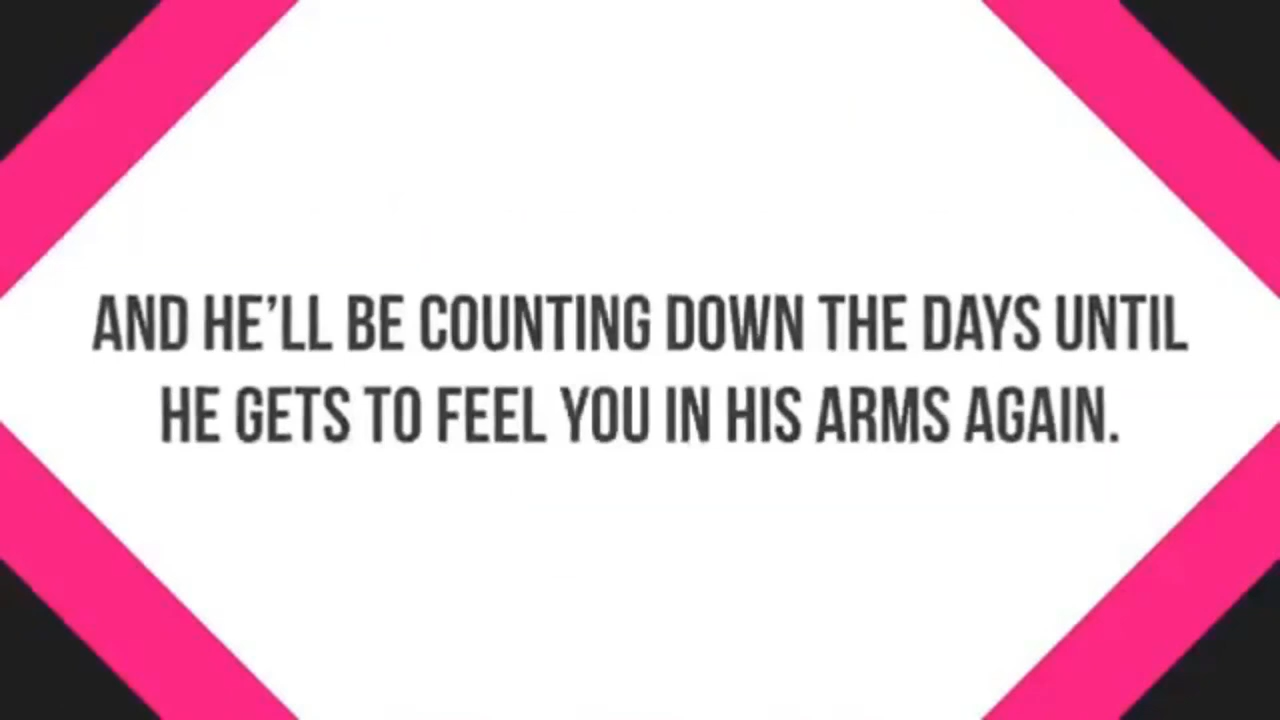 AND HE’LL BE COUNTING DOWN THE DAYS UNTIL
HE GETS TO FEEL YOU IN HIS ARMS AGAIN.